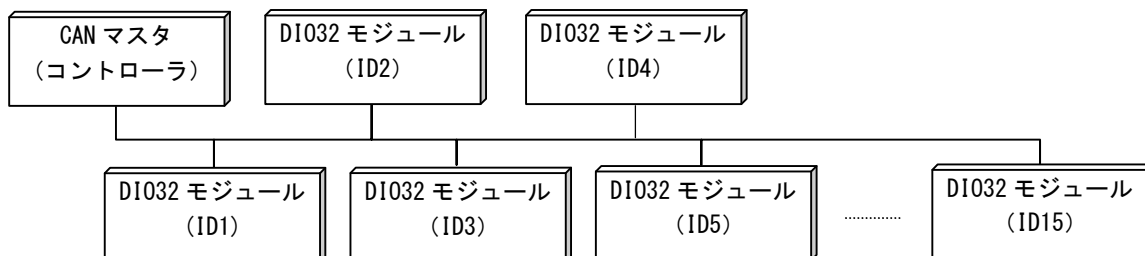 CAN マスタ
(コントローラ)
DIO32 モジュール
(ID2)
DIO32 モジュール
(ID4)
DIO32 モジュール
(ID1)
DIO32 モジュール
(ID3)
DIO32 モジュール
(ID5)
..............
DIO32 モジュール
(ID15)